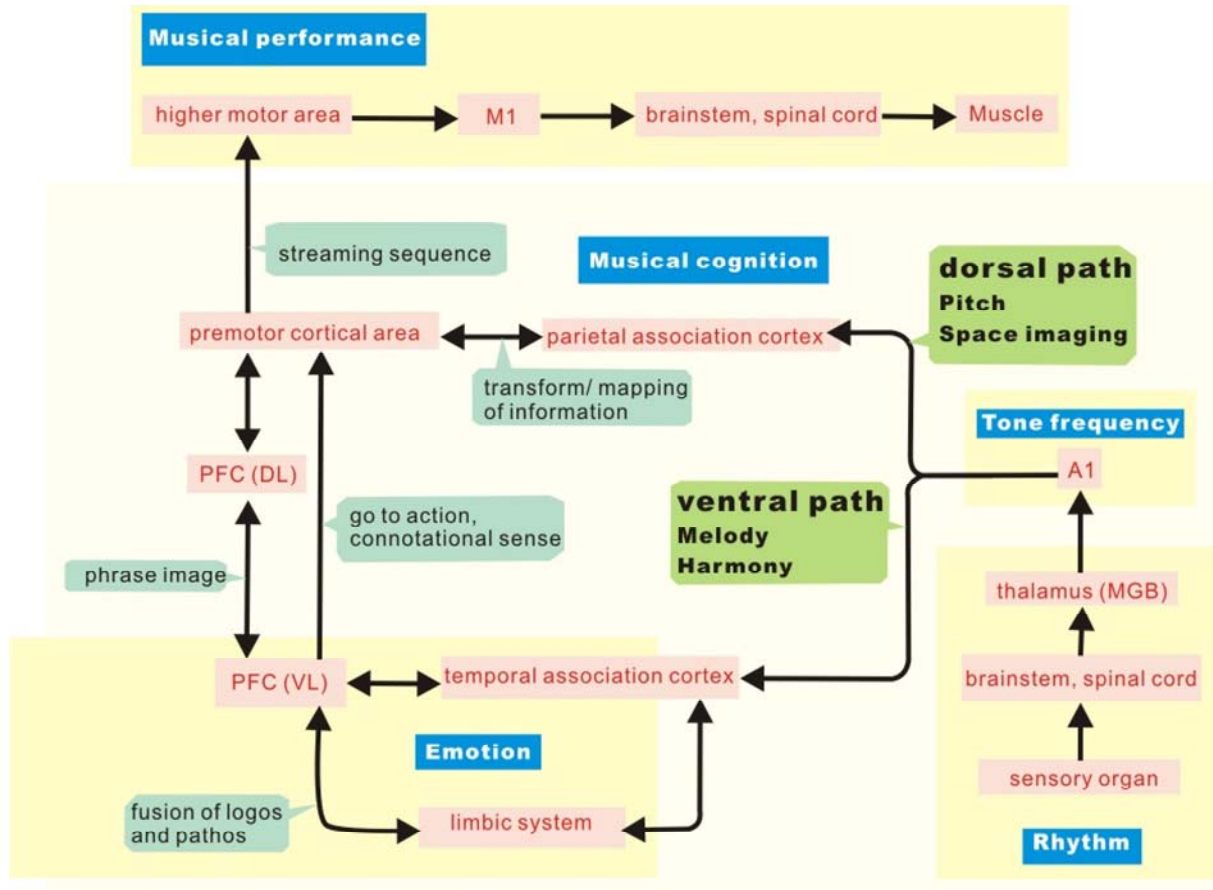 Musical performance
higher motor area
M1
brainstem, spinal cord
Muscle
streaming sequence
Musical cognition
dorsal path
Pitch
Space imaging
premotor cortical area
parietal association cortex
transform/ mapping
of information
Tone frequency
A1
PFC (DL)
ventral path
Melody
Harmony
go to action,
connotational sense
phrase image
thalamus (MGB)
PFC (VL)
temporal association cortex
brainstem, spinal cord
Emotion
sensory organ
fusion of logos
and pathos
limbic system
Rhythm